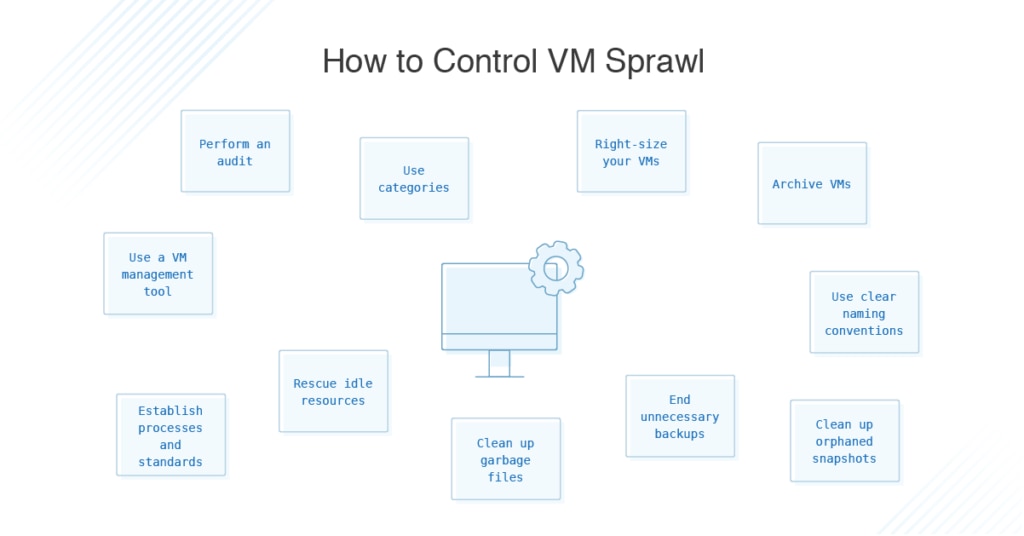 How to Control VM Sprawl
Perform an
audit
Use
categories
Right-size
your VMs
Archive VMs
Use a VM
management
tool
Use clear
naming
conventions
Rescue idle
resources
Establish
processes
and
standards
Clean up
garbage
files
End
unnecessary
backups
Clean up
orphaned
snapshots